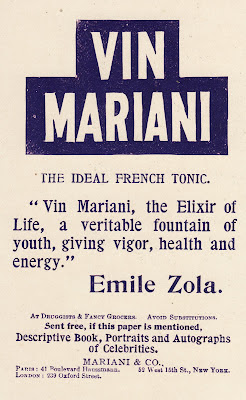 VIN
MARIANI
THE IDEAL FRENCH TONIC.
"Vin Mariani, the Elixir of
Life, a veritable fountain of
youth, giving vigor, health and
energy."
Emile Zola.
AT DRUGGISTS & FANCY GROCERS. AVOID SUBSTITUTIONS.
Sent free, if this paper is mentioned,
Descriptive Book, Portraits and Autographs
of Celebrities.
MARIANI & CO.,
PARIS: 41 Boulevard Haussmann. 52 West 15th St., NEW YORK.
LONDON: 239 Oxford Street.